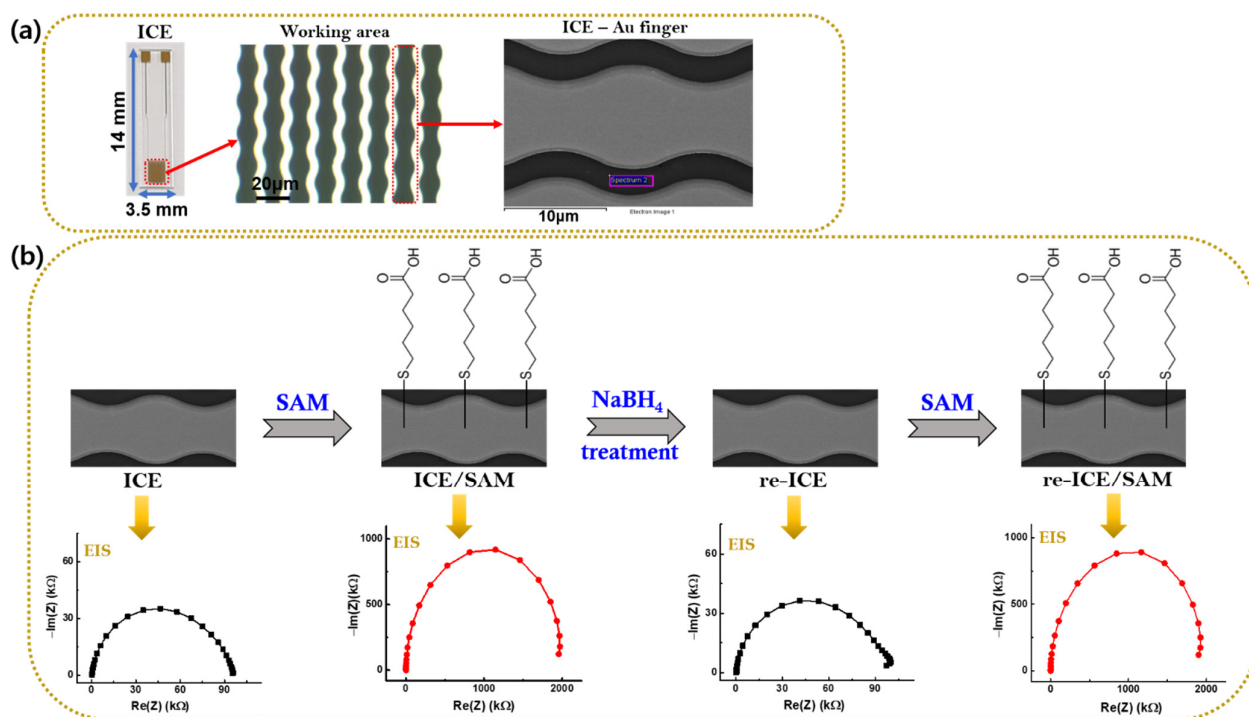 (a)
ICE
Working area
ICE – Au finger
14 mm
3.5 mm
20μm
Spectrum 2
10μm
Electron Image 1
(b)
OH
O
S
OH
O
S
OH
O
S
OH
O
S
OH
O
S
OH
O
S
SAM
NaBH4
treatment
SAM
ICE
ICE/SAM
re-ICE
re-ICE/SAM
EIS
−Im(Z) (kΩ)
60
30
0
0 30 60 90
Re(Z) (kΩ)
EIS
−Im(Z)(kΩ)
1000
500
0
0 1000 2000
Re(Z) (kΩ)
EIS
−Im(Z) (kΩ)
60
30
0
0 30 60 90
Re(Z) (kΩ)
EIS
−Im(Z) (kΩ)
1000
500
0
0 1000 2000
Re(Z) (kΩ)